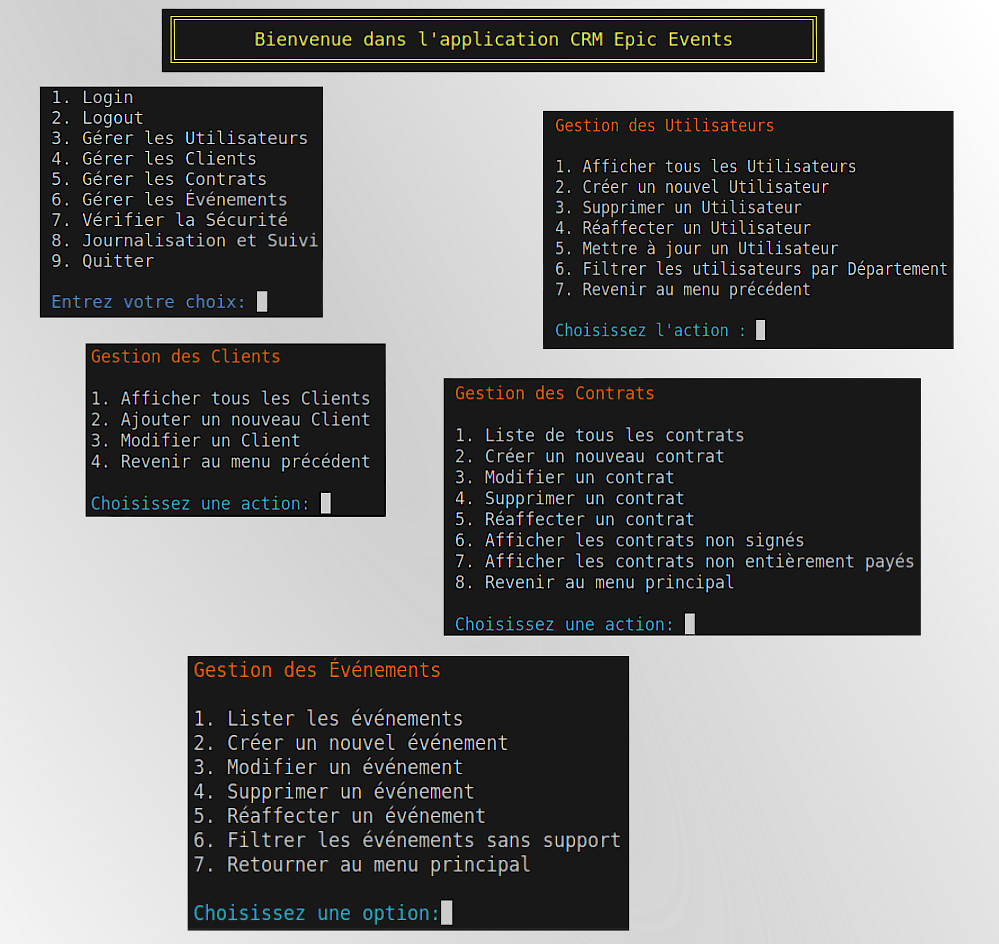 Bienvenue dans l'application CRM Epic Events
1. Login
2. Logout
3. Gérer les Utilisateurs
4. Gérer les Clients
5. Gérer les Contrats
6. Gérer les Événements
7. Vérifier la Sécurité
8. Journalisation et Suivi
9. Quitter
Entrez votre choix:
Gestion des Utilisateurs
1. Afficher tous les Utilisateurs
2. Créer un nouvel Utilisateur
3. Supprimer un Utilisateur
4. Réaffecter un Utilisateur
5. Mettre à jour un Utilisateur
6. Filtrer les utilisateurs par Département
7. Revenir au menu précédent
Choisissez l'action :
Gestion des Clients
1. Afficher tous les Clients
2. Ajouter un nouveau Client
3. Modifier un Client
4. Revenir au menu précédent
Choisissez une action:
Gestion des Contrats
1. Liste de tous les contrats
2. Créer un nouveau contrat
3. Modifier un contrat
4. Supprimer un contrat
5. Réaffecter un contrat
6. Afficher les contrats non signés
7. Afficher les contrats non entièrement payés
8. Revenir au menu principal
Choisissez une action:
Gestion des Événements
1. Lister les événements
2. Créer un nouvel événement
3. Modifier un événement
4. Supprimer un événement
5. Réaffecter un événement
6. Filtrer les événements sans support
7. Retourner au menu principal
Choisissez une option: